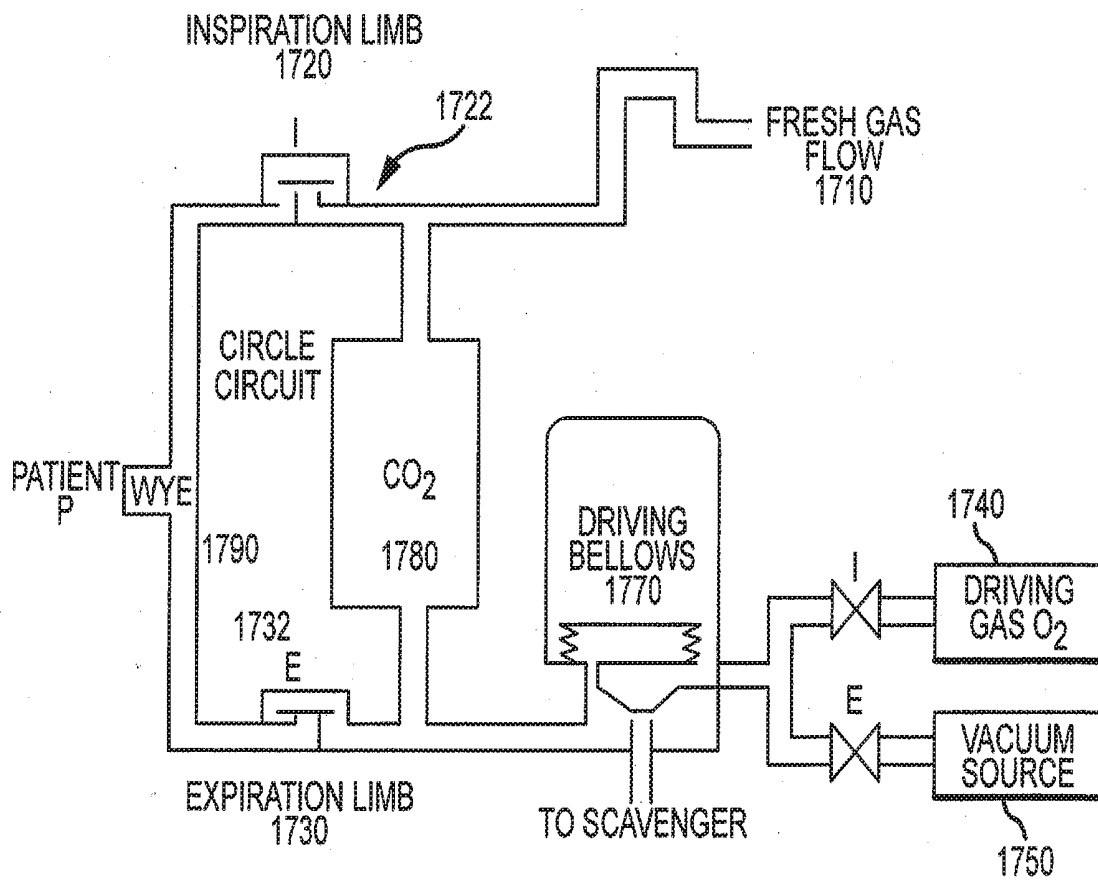 INSPIRATION LIMB
1720
1722
I
FRESH GAS
FLOW
1710
CIRCLE
CIRCUIT
PATIENT
P
WYE
CO2
1790
1780
DRIVING
BELLOWS
1770
1740
I
DRIVING
GAS O2
1732
E
E
VACUUM
SOURCE
EXPIRATION LIMB
1730
TO SCAVENGER
1750